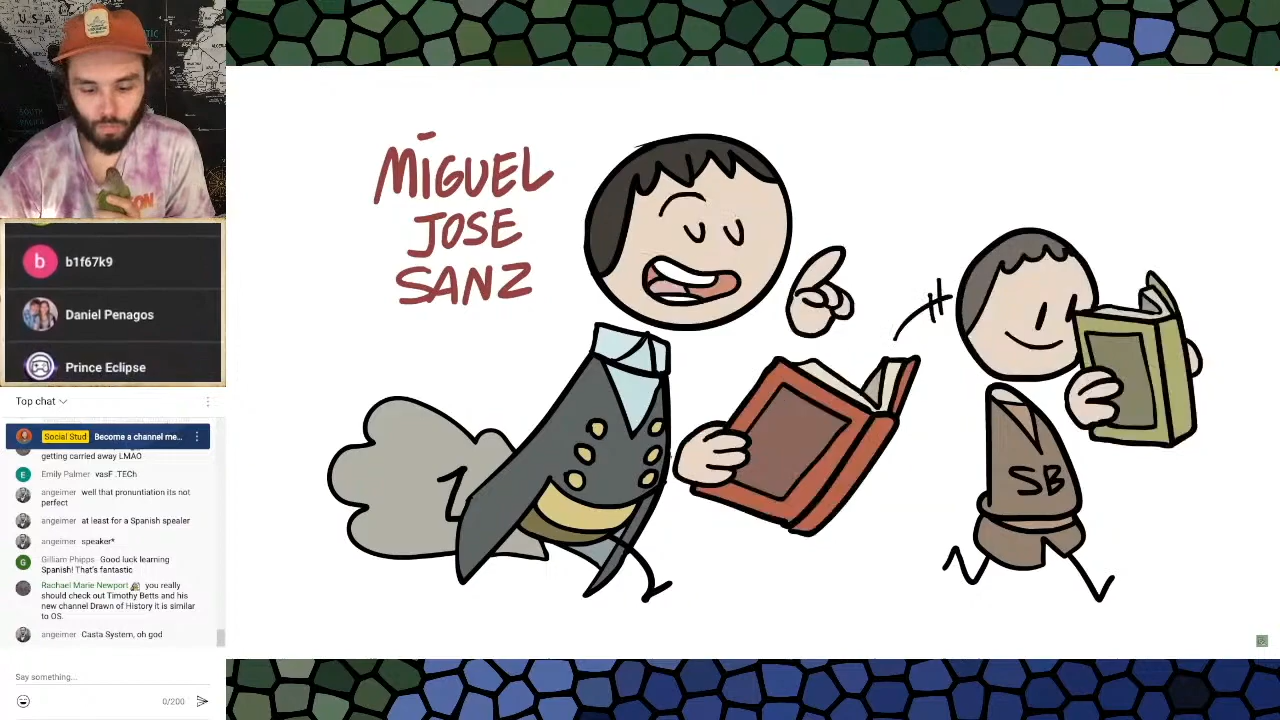 U.S.A.
MIGUEL
JOSE
SANZ
SB
b b1f67k9
Daniel Penagos
Prince Eclipse
Top chat
Social Stud Become a channel me...
getting carried away LMAO
E Emily Palmer vasF .TECh
angeimer well that pronuntiation its not
perfect
angeimer at least for a Spanish spealer
angeimer speaker*
G Gilliam Phipps Good luck learning
Spanish! That's fantastic
Rachael Marie Newport you really
should check out Timothy Betts and his
new channel Drawn of History it is similar
to OS.
angeimer Casta System, oh god
Say something...
0/200